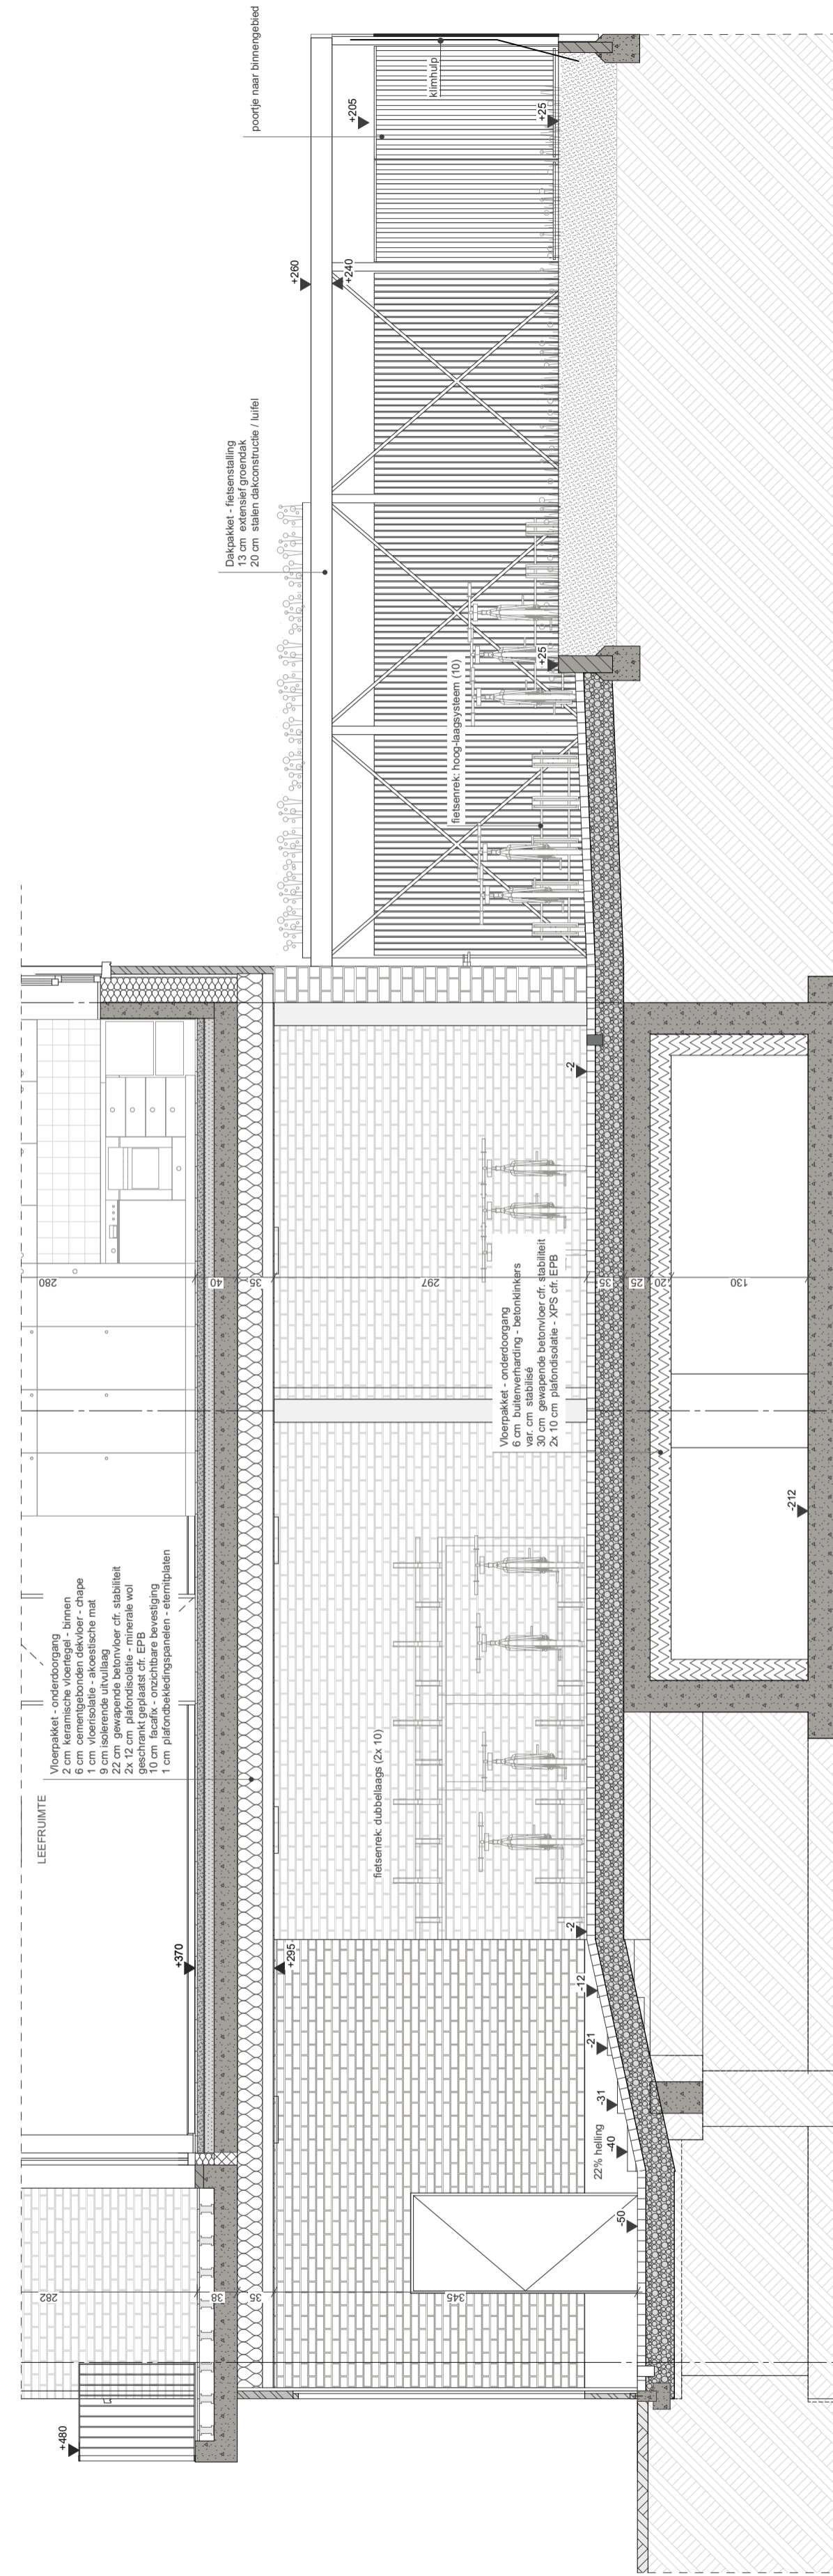 LEEFRUIMTE
Vloerpakket - onderdoorgang
2 cm keramische vloertegel - binnen
6 cm cementgebonden dekvloer - chape
1 cm vloerisolatie - akoestische mat
9 cm isolerende uitvullaag
22 cm gewapende betonvloer cfr. stabiliteit
2x 12 cm plafondisolatie - minerale wol
geschrankt geplaatst cfr. EPB
10 cm facafix - onzichtbare bevestiging
1 cm plafondbekledingspanelen - eternitplaten
Dakpakket - fietsenstalling
13 cm extensief groendak
20 cm stalen dakconstructie / luifel
poortje naar binnengebied
klimhulp
+480
+370
+295
+260
+240
+205
+25
+25
282
38
35
345
280
40
35
297
35
25
20
130
fietsenrek: dubbellaags (2x 10)
fietsenrek: hoog-laagsysteem (10)
Vloerpakket - onderdoorgang
6 cm buitenverharding - betonklinkers
var. cm stabilisé
30 cm gewapende betonvloer cfr. stabiliteit
2x 10 cm plafondisolatie - XPS cfr. EPB
-50
22% helling
-40
-31
-21
-12
-2
-2
-212